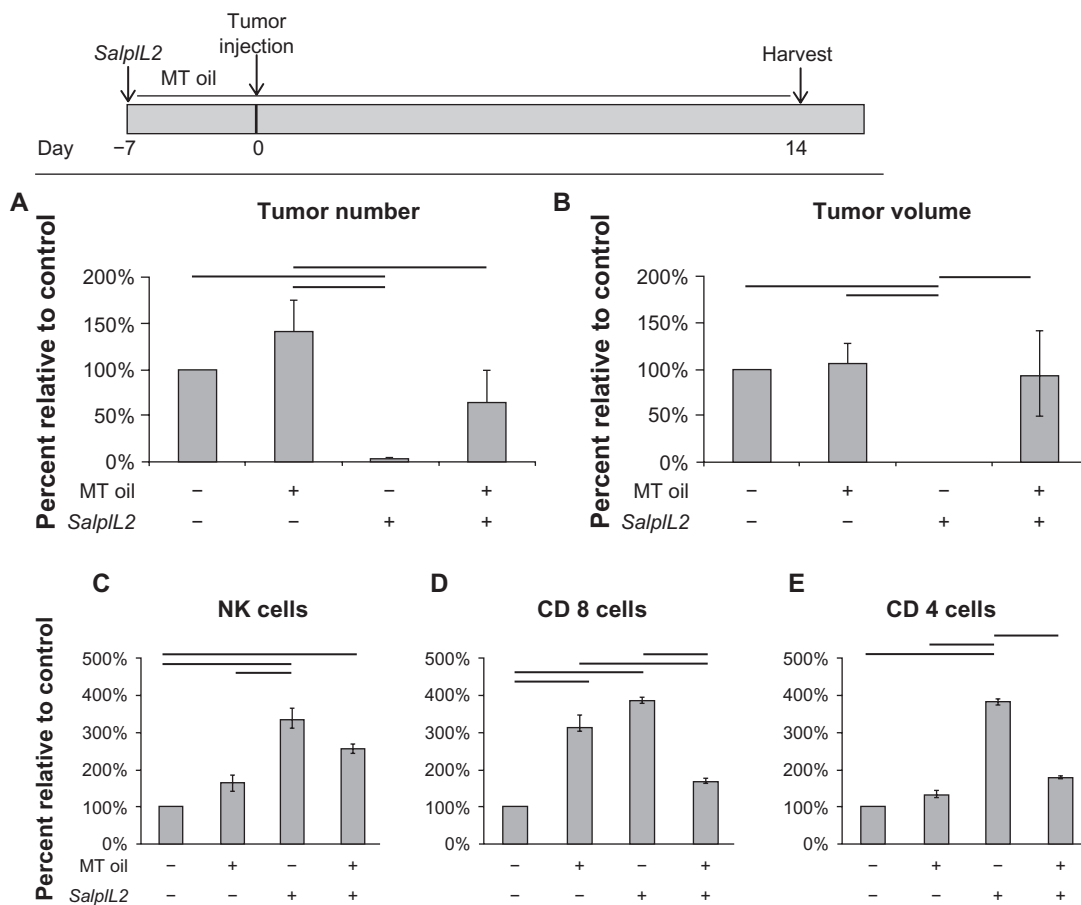 Tumor
injection
SalpIL2
MT oil
Harvest
Day −7 0 14
A
Tumor number
Percent relative to control
200%
150%
100%
50%
0%
MT oil − + − +
SalpIL2 − − + +
B
Tumor volume
Percent relative to control
200%
150%
100%
50%
0%
MT oil − + − +
SalpIL2 − − + +
C
NK cells
Percent relative to control
500%
400%
300%
200%
100%
0%
MT oil − + − +
SalpIL2 − − + +
D
CD 8 cells
500%
400%
300%
200%
100%
0%
− + − +
− − + +
E
CD 4 cells
500%
400%
300%
200%
100%
0%
− + − +
− − + +